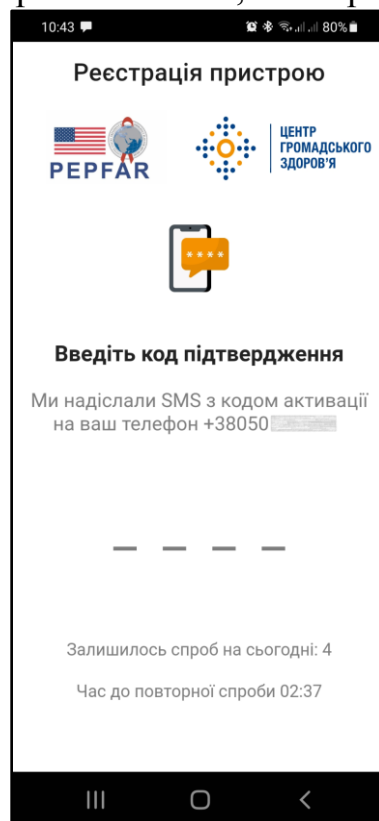 10:43
80%
Реєстрація пристрою
PEPFAR
ЦЕНТР
ГРОМАДСЬКОГО
ЗДОРОВ'Я
****
Введіть код підтвердження
Ми надіслали SMS з кодом активації
на ваш телефон +38050
Залишилось спроб на сьогодні: 4
Час до повторної спроби 02:37